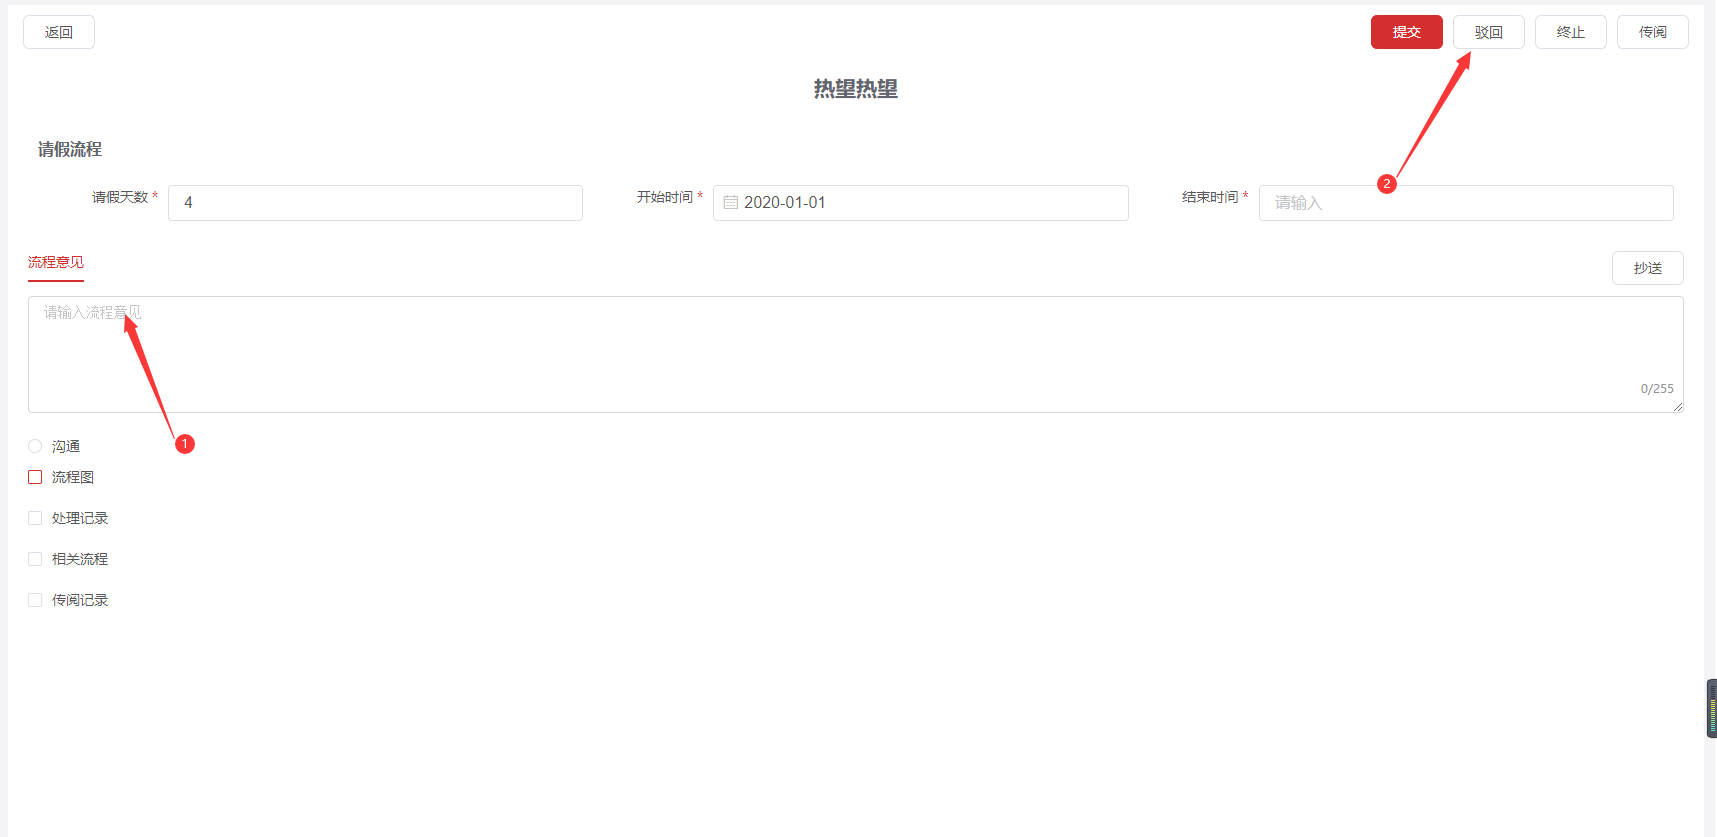 返回
提交 驳回 终止 传阅
热望热望
请假流程
请假天数 * 4 开始时间 * 2020-01-01 结束时间 * 请输入
2
流程意见 抄送
请输入流程意见
0/255
1
沟通
流程图
处理记录
相关流程
传阅记录